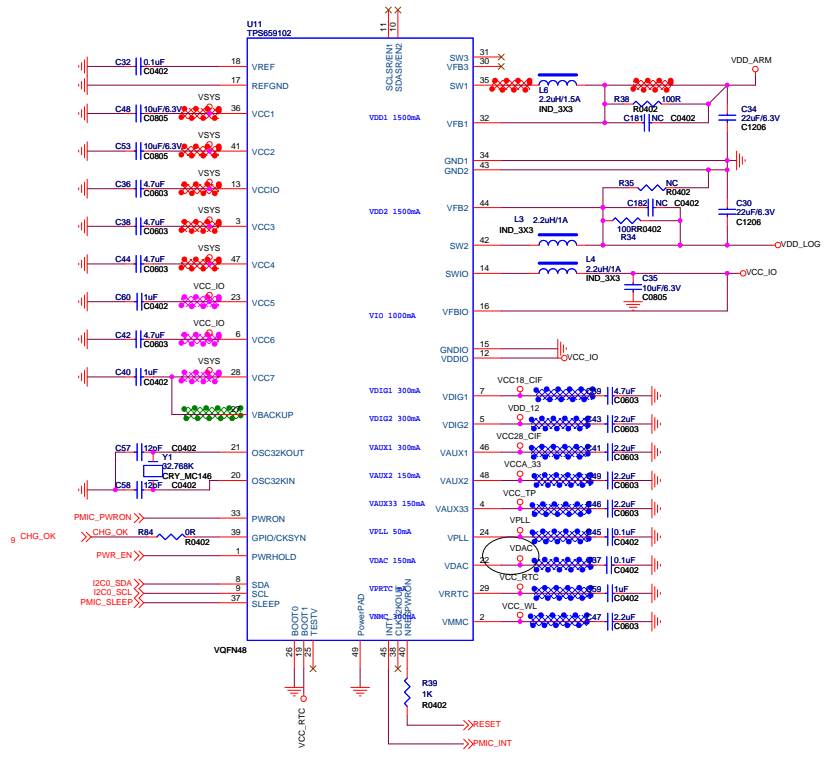 U11
TPS659102
11
10
SCLSR/EN1
SDASR/EN2
C32 0.1uF
C0402
18 VREF
17 REFGND
C48 10uF/6.3V
C0805
VSYS
36 VCC1
C53 10uF/6.3V
C0805
VSYS
41 VCC2
C36 4.7uF
C0603
VSYS
13 VCCIO
C38 4.7uF
C0603
VSYS
3 VCC3
C44 4.7uF
C0603
VSYS
47 VCC4
C60 1uF
C0402
VCC_IO
23 VCC5
C42 4.7uF
C0603
VCC_IO
6 VCC6
C40 1uF
C0402
VSYS
28 VCC7
VBACKUP
C57 12pF C0402
21 OSC32KOUT
Y1
32.768K
CRY_MC146
C58 12pF C0402
20 OSC32KIN
PMIC_PWRON
33 PWRON
9 CHG_OK
CHG_OK R84 0R
R0402
39 GPIO/CKSYN
PWR_EN
1 PWRHOLD
I2C0_SDA 8 SDA
I2C0_SCL 9 SCL
PMIC_SLEEP 37 SLEEP
VDD1 1500mA
VDD2 1500mA
VIO 1000mA
VDIG1 300mA
VDIG2 300mA
VAUX1 300mA
VAUX2 150mA
VAUX33 150mA
VPLL 50mA
VDAC 150mA
SW3 31
VFB3 30
SW1 35
L6
2.2uH/1.5A
IND_3X3
VDD_ARM
R38 100R
R0402
C181 NC C0402
VFB1 32
C34
22uF/6.3V
C1206
GND1 34
GND2 43
R35 NC
R0402
VFB2 44
C182 NC C0402
100R R0402
R34
C30
22uF/6.3V
C1206
L3 2.2uH/1A
IND_3X3
SW2 42
VDD_LOG
L4
2.2uH/1A
IND_3X3
SWIO 14
VCC_IO
C35
10uF/6.3V
C0805
VFBIO 16
GNDIO 15
VDDIO 12
VCC_IO
VCC18_CIF
VDIG1 7 4.7uF
C0603
VDD_12
VDIG2 5 2.2uF
C0603
VCC28_CIF
VAUX1 46 2.2uF
C0603
VCCA_33
VAUX2 48 2.2uF
C0603
VCC_TP
VAUX33 4 2.2uF
C0603
VPLL
VPLL 24 0.1uF
C0402
VDAC
VDAC 22 0.1uF
C0402
VCC_RTC
VRRTC 29 1uF
C0402
VCC_WL
VMMC 2 C47 2.2uF
C0603
BOOT0
BOOT1
TESTV
PowerPAD
INT1
VQFN48
26
19
25
49
45
38
40
VCC_RTC
R39
1K
R0402
RESET
PMIC_INT